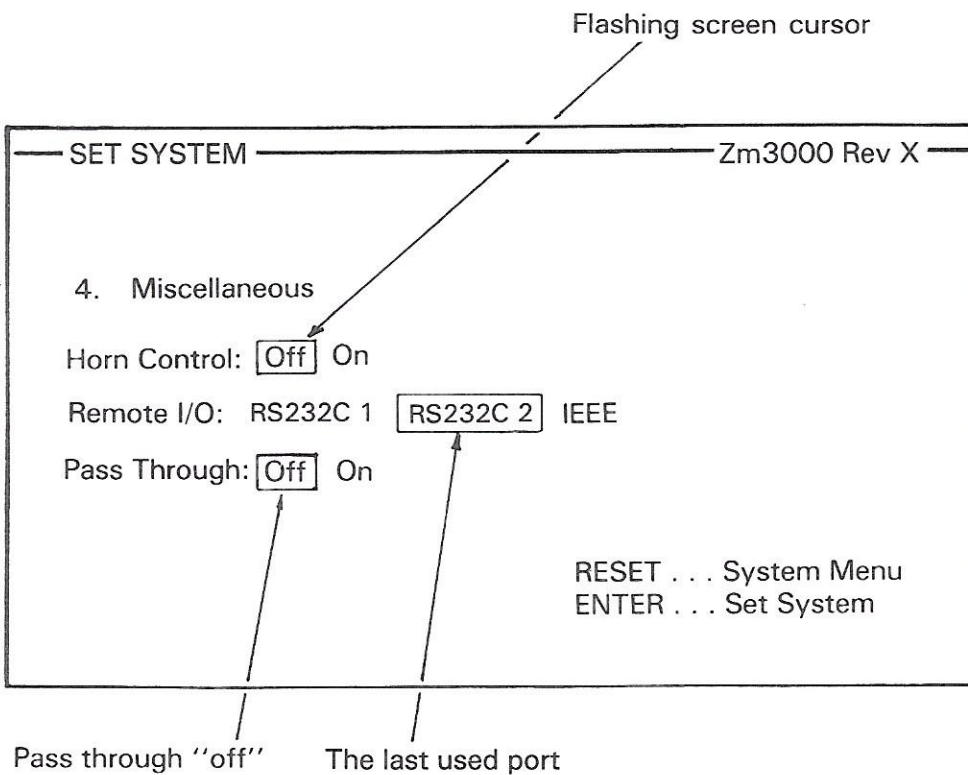 Flashing screen cursor
SET SYSTEM Zm3000 Rev X
4. Miscellaneous
Horn Control: Off On
Remote I/O: RS232C 1 RS232C 2 IEEE
Pass Through: Off On
RESET . . . System Menu
ENTER . . . Set System
Pass through ''off'' The last used port